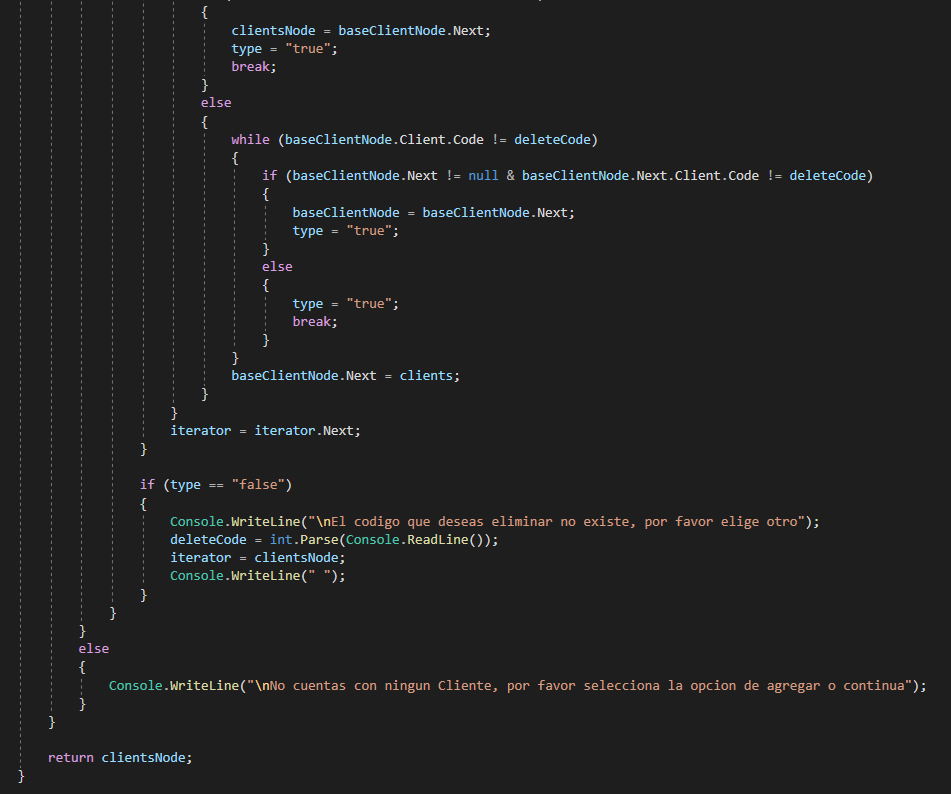 {
clientsNode = baseClientNode.Next;
type = "true";
break;
}
else
{
while (baseClientNode.Client.Code != deleteCode)
{
if (baseClientNode.Next != null & baseClientNode.Next.Client.Code != deleteCode)
{
baseClientNode = baseClientNode.Next;
type = "true";
}
else
{
type = "true";
break;
}
}
baseClientNode.Next = clients;
}
}
iterator = iterator.Next;
}
if (type == "false")
{
Console.WriteLine("\nEl codigo que deseas eliminar no existe, por favor elige otro");
deleteCode = int.Parse(Console.ReadLine());
iterator = clientsNode;
Console.WriteLine(" ");
}
}
}
else
{
Console.WriteLine("\nNo cuentas con ningun Cliente, por favor selecciona la opcion de agregar o continua");
}
}
return clientsNode;
}